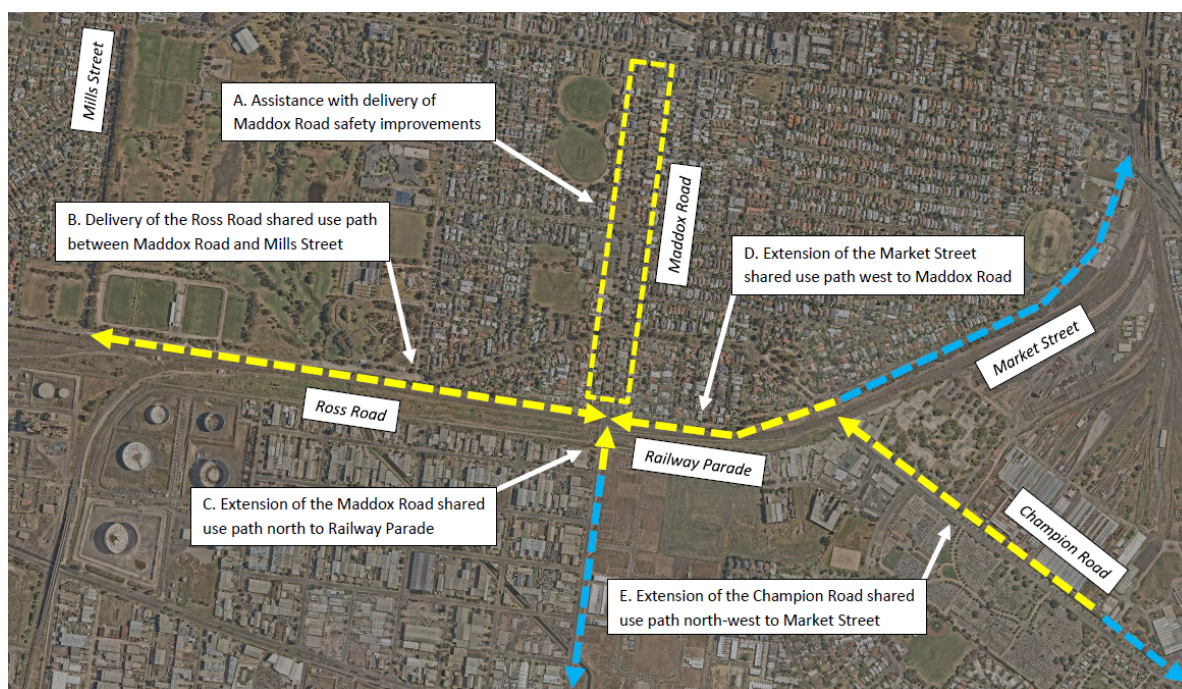 Mills Street
A. Assistance with delivery of
Maddox Road safety improvements
B. Delivery of the Ross Road shared use path
between Maddox Road and Mills Street
Maddox Road
D. Extension of the Market Street
shared use path west to Maddox Road
Market Street
Ross Road
Railway Parade
C. Extension of the Maddox Road shared
use path north to Railway Parade
Champion Road
E. Extension of the Champion Road shared
use path north-west to Market Street